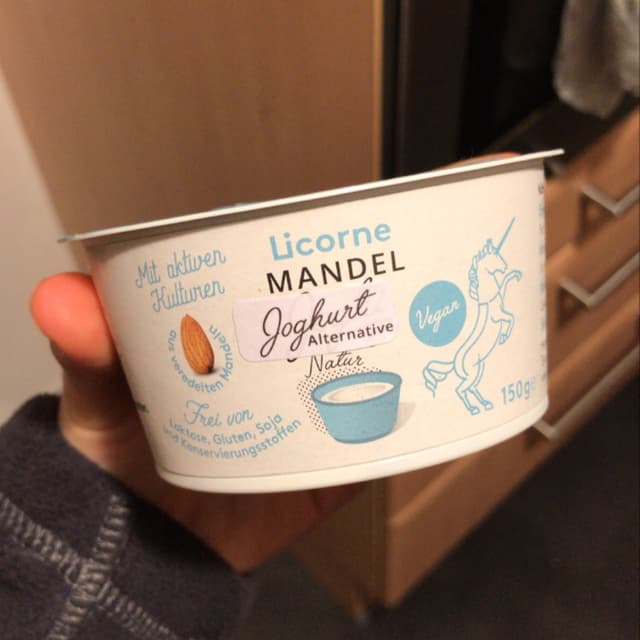 Mit aktiven
Kulturen
Licorne
MANDEL
Joghurt
Alternative
Natur
Vegan
aus veredelten Mandeln
Frei von
Laktose, Gluten, Soja
und Konservierungsstoffen
150g